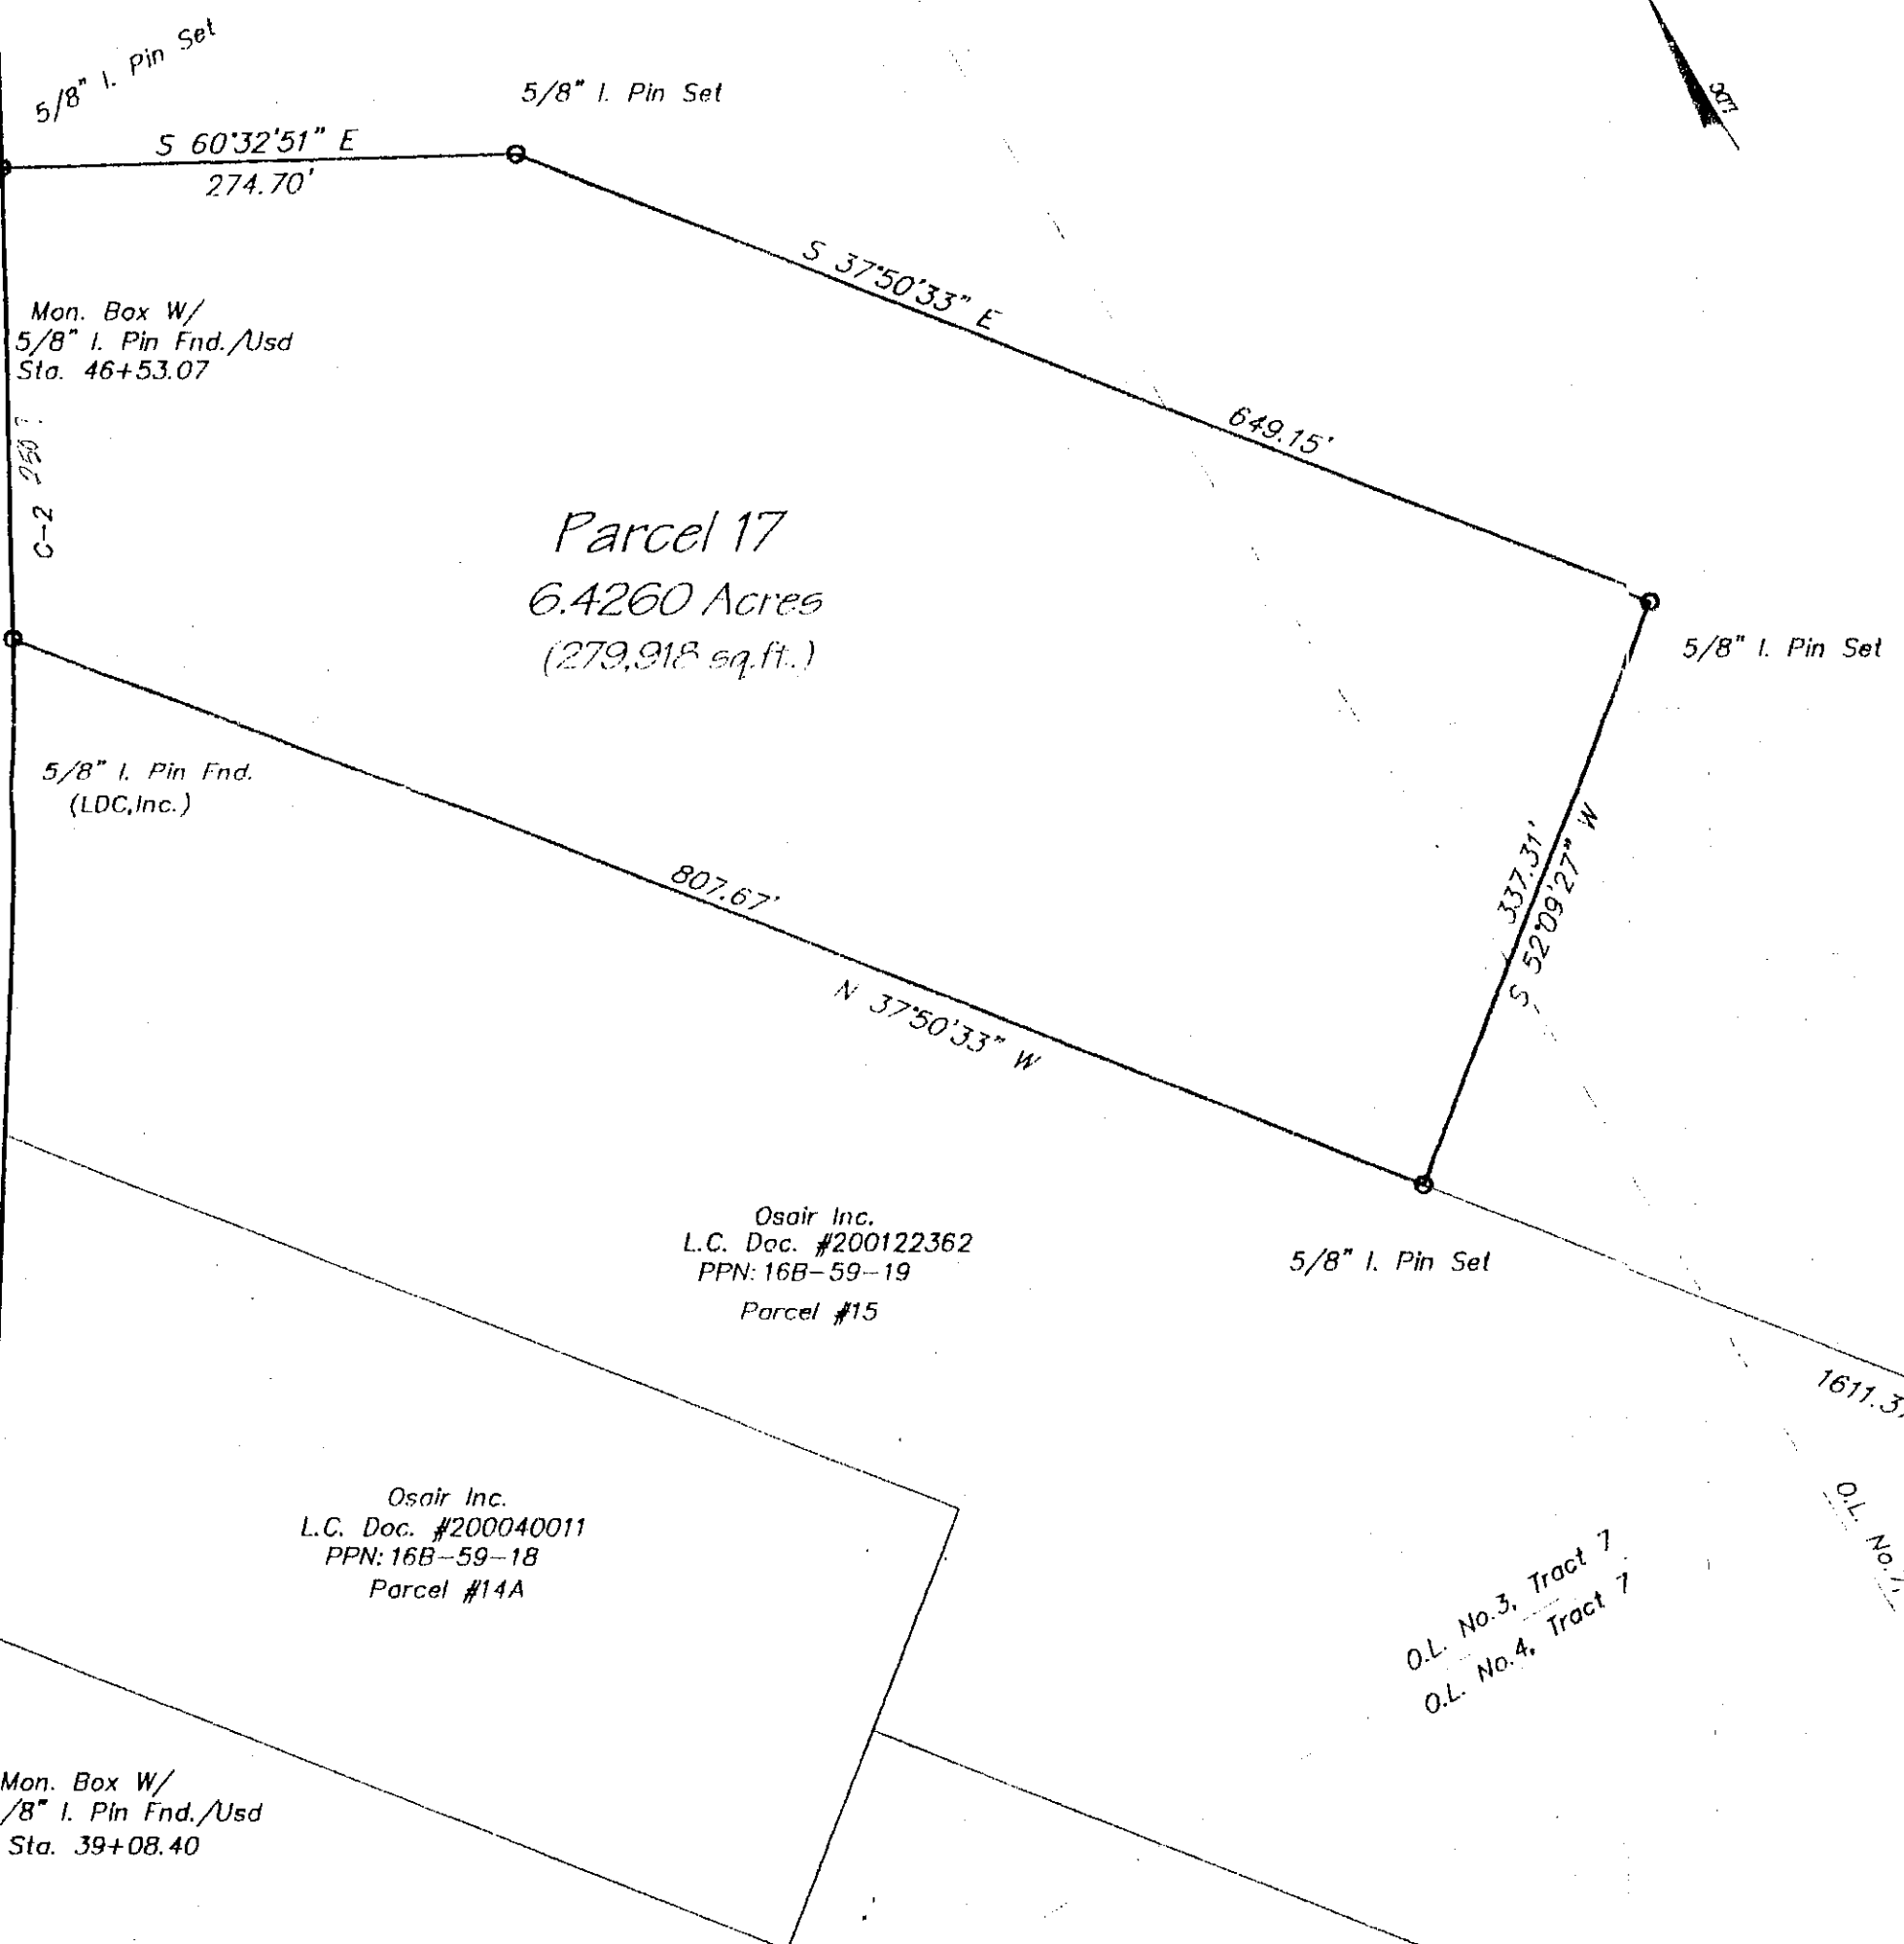 5/8" I. Pin Set
5/8" I. Pin Set
S 60°32'51" E
274.70'
S 37°50'33" E
649.15'
Mon. Box W/
5/8" I. Pin Fnd./Usd
Sta. 46+53.07
C-2
Parcel 17
6.4260 Acres
(279,918 sq.ft.)
5/8" I. Pin Set
5/8" I. Pin Fnd.
(LDC,Inc.)
337.31'
S 52°09'27" W
807.67'
N 37°50'33" W
Osair Inc.
L.C. Doc. #200122362
PPN: 16B-59-19
Parcel #15
5/8" I. Pin Set
1611.3
Osair Inc.
L.C. Doc. #200040011
PPN: 16B-59-18
Parcel #14A
O.L. No.3, Tract 7
O.L. No.4, Tract 7
O.L. No.
Mon. Box W/
/8" I. Pin Fnd./Usd
Sta. 39+08.40